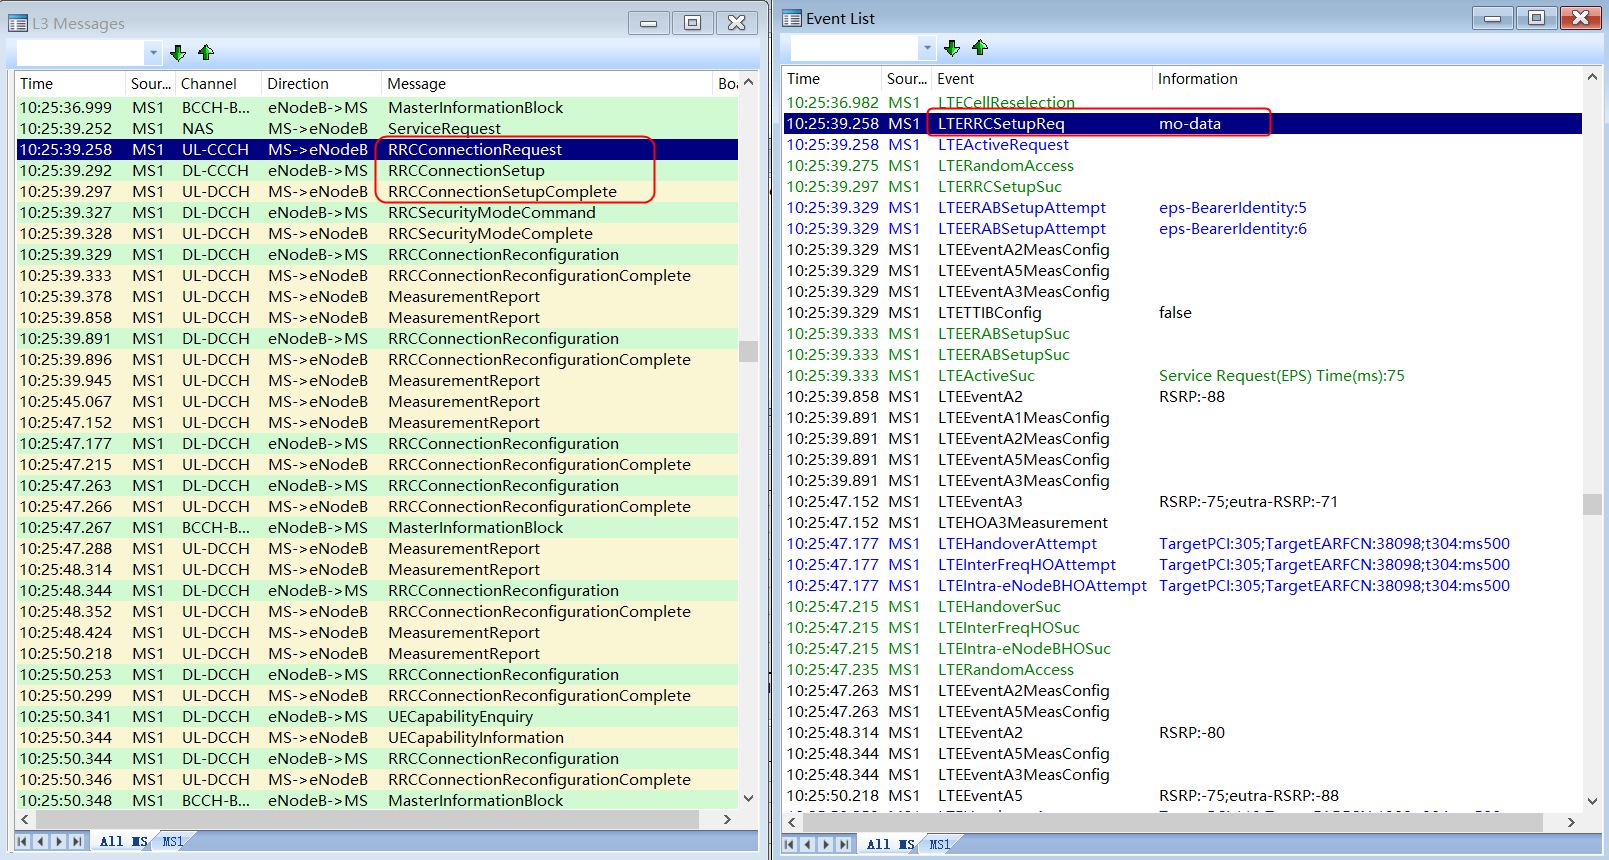 L3 Messages
Time Sour... Channel Direction Message Boa
10:25:36.999 MS1 BCCH-B... eNodeB->MS MasterInformationBlock
10:25:39.252 MS1 NAS MS->eNodeB ServiceRequest
10:25:39.258 MS1 UL-CCCH MS->eNodeB RRCConnectionRequest
10:25:39.292 MS1 DL-CCCH eNodeB->MS RRCConnectionSetup
10:25:39.297 MS1 UL-DCCH MS->eNodeB RRCConnectionSetupComplete
10:25:39.327 MS1 DL-DCCH eNodeB->MS RRCSecurityModeCommand
10:25:39.328 MS1 UL-DCCH MS->eNodeB RRCSecurityModeComplete
10:25:39.329 MS1 DL-DCCH eNodeB->MS RRCConnectionReconfiguration
10:25:39.333 MS1 UL-DCCH MS->eNodeB RRCConnectionReconfigurationComplete
10:25:39.378 MS1 UL-DCCH MS->eNodeB MeasurementReport
10:25:39.858 MS1 UL-DCCH MS->eNodeB MeasurementReport
10:25:39.891 MS1 DL-DCCH eNodeB->MS RRCConnectionReconfiguration
10:25:39.896 MS1 UL-DCCH MS->eNodeB RRCConnectionReconfigurationComplete
10:25:39.945 MS1 UL-DCCH MS->eNodeB MeasurementReport
10:25:45.067 MS1 UL-DCCH MS->eNodeB MeasurementReport
10:25:47.152 MS1 UL-DCCH MS->eNodeB MeasurementReport
10:25:47.177 MS1 DL-DCCH eNodeB->MS RRCConnectionReconfiguration
10:25:47.215 MS1 UL-DCCH MS->eNodeB RRCConnectionReconfigurationComplete
10:25:47.263 MS1 DL-DCCH eNodeB->MS RRCConnectionReconfiguration
10:25:47.266 MS1 UL-DCCH MS->eNodeB RRCConnectionReconfigurationComplete
10:25:47.267 MS1 BCCH-B... eNodeB->MS MasterInformationBlock
10:25:47.288 MS1 UL-DCCH MS->eNodeB MeasurementReport
10:25:48.314 MS1 UL-DCCH MS->eNodeB MeasurementReport
10:25:48.344 MS1 DL-DCCH eNodeB->MS RRCConnectionReconfiguration
10:25:48.352 MS1 UL-DCCH MS->eNodeB RRCConnectionReconfigurationComplete
10:25:48.424 MS1 UL-DCCH MS->eNodeB MeasurementReport
10:25:50.218 MS1 UL-DCCH MS->eNodeB MeasurementReport
10:25:50.253 MS1 DL-DCCH eNodeB->MS RRCConnectionReconfiguration
10:25:50.299 MS1 UL-DCCH MS->eNodeB RRCConnectionReconfigurationComplete
10:25:50.341 MS1 DL-DCCH eNodeB->MS UECapabilityEnquiry
10:25:50.344 MS1 UL-DCCH MS->eNodeB UECapabilityInformation
10:25:50.344 MS1 DL-DCCH eNodeB->MS RRCConnectionReconfiguration
10:25:50.346 MS1 UL-DCCH MS->eNodeB RRCConnectionReconfigurationComplete
10:25:50.348 MS1 BCCH-B... eNodeB->MS MasterInformationBlock
All MS MS1
Event List
Time Sour... Event Information
10:25:36.982 MS1 LTECellReselection
10:25:39.258 MS1 LTERRCSetupReq mo-data
10:25:39.258 MS1 LTEActiveRequest
10:25:39.275 MS1 LTERandomAccess
10:25:39.297 MS1 LTERRCSetupSuc
10:25:39.329 MS1 LTEERABSetupAttempt eps-BearerIdentity:5
10:25:39.329 MS1 LTEERABSetupAttempt eps-BearerIdentity:6
10:25:39.329 MS1 LTEEventA2MeasConfig
10:25:39.329 MS1 LTEEventA5MeasConfig
10:25:39.329 MS1 LTEEventA3MeasConfig
10:25:39.329 MS1 LTETTIBConfig false
10:25:39.333 MS1 LTEERABSetupSuc
10:25:39.333 MS1 LTEERABSetupSuc
10:25:39.333 MS1 LTEActiveSuc Service Request(EPS) Time(ms):75
10:25:39.858 MS1 LTEEventA2 RSRP:-88
10:25:39.891 MS1 LTEEventA1MeasConfig
10:25:39.891 MS1 LTEEventA2MeasConfig
10:25:39.891 MS1 LTEEventA5MeasConfig
10:25:39.891 MS1 LTEEventA3MeasConfig
10:25:47.152 MS1 LTEEventA3 RSRP:-75;eutra-RSRP:-71
10:25:47.152 MS1 LTEHOA3Measurement
10:25:47.177 MS1 LTEHandoverAttempt TargetPCI:305;TargetEARFCN:38098;t304:ms500
10:25:47.177 MS1 LTEInterFreqHOAttempt TargetPCI:305;TargetEARFCN:38098;t304:ms500
10:25:47.177 MS1 LTEIntra-eNodeBHOAttempt TargetPCI:305;TargetEARFCN:38098;t304:ms500
10:25:47.215 MS1 LTEHandoverSuc
10:25:47.215 MS1 LTEInterFreqHOSuc
10:25:47.215 MS1 LTEIntra-eNodeBHOSuc
10:25:47.235 MS1 LTERandomAccess
10:25:47.263 MS1 LTEEventA2MeasConfig
10:25:47.263 MS1 LTEEventA5MeasConfig
10:25:48.314 MS1 LTEEventA2 RSRP:-80
10:25:48.344 MS1 LTEEventA5MeasConfig
10:25:48.344 MS1 LTEEventA3MeasConfig
10:25:50.218 MS1 LTEEventA5 RSRP:-75;eutra-RSRP:-88
All MS MS1